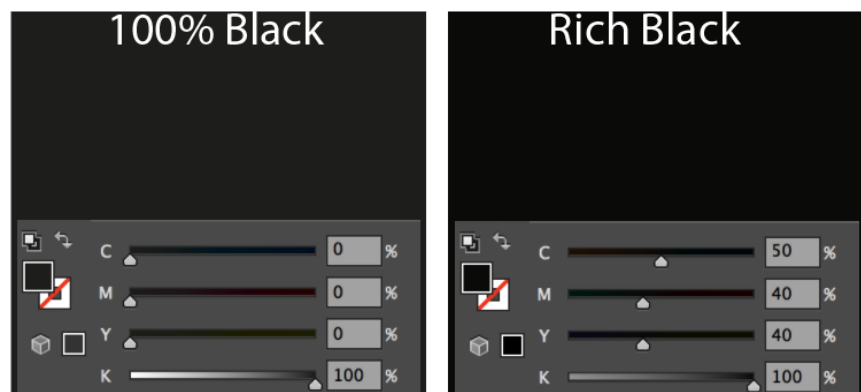 100% Black
C 0 %
M 0 %
Y 0 %
K 100 %
Rich Black
C 50 %
M 40 %
Y 40 %
K 100 %